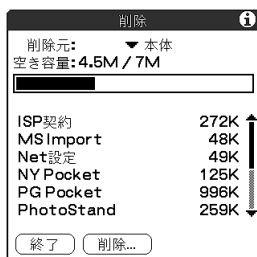 削除
削除元: 本体
空き容量:4.5M / 7M
ISP契約 272K
MS Import 48K
Net設定 49K
NY Pocket 125K
PG Pocket 996K
PhotoStand 259K
終了 削除...